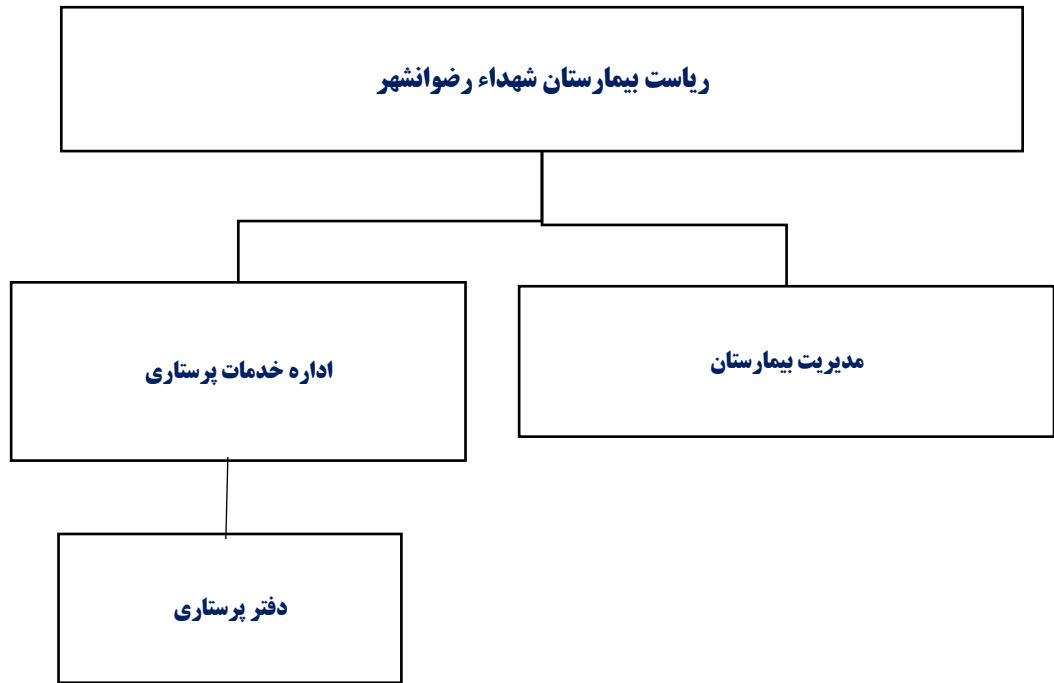 ریاست بیمارستان شهداء رضوانشهر
مدیریت بیمارستان
اداره خدمات پرستاری
دفتر پرستاری